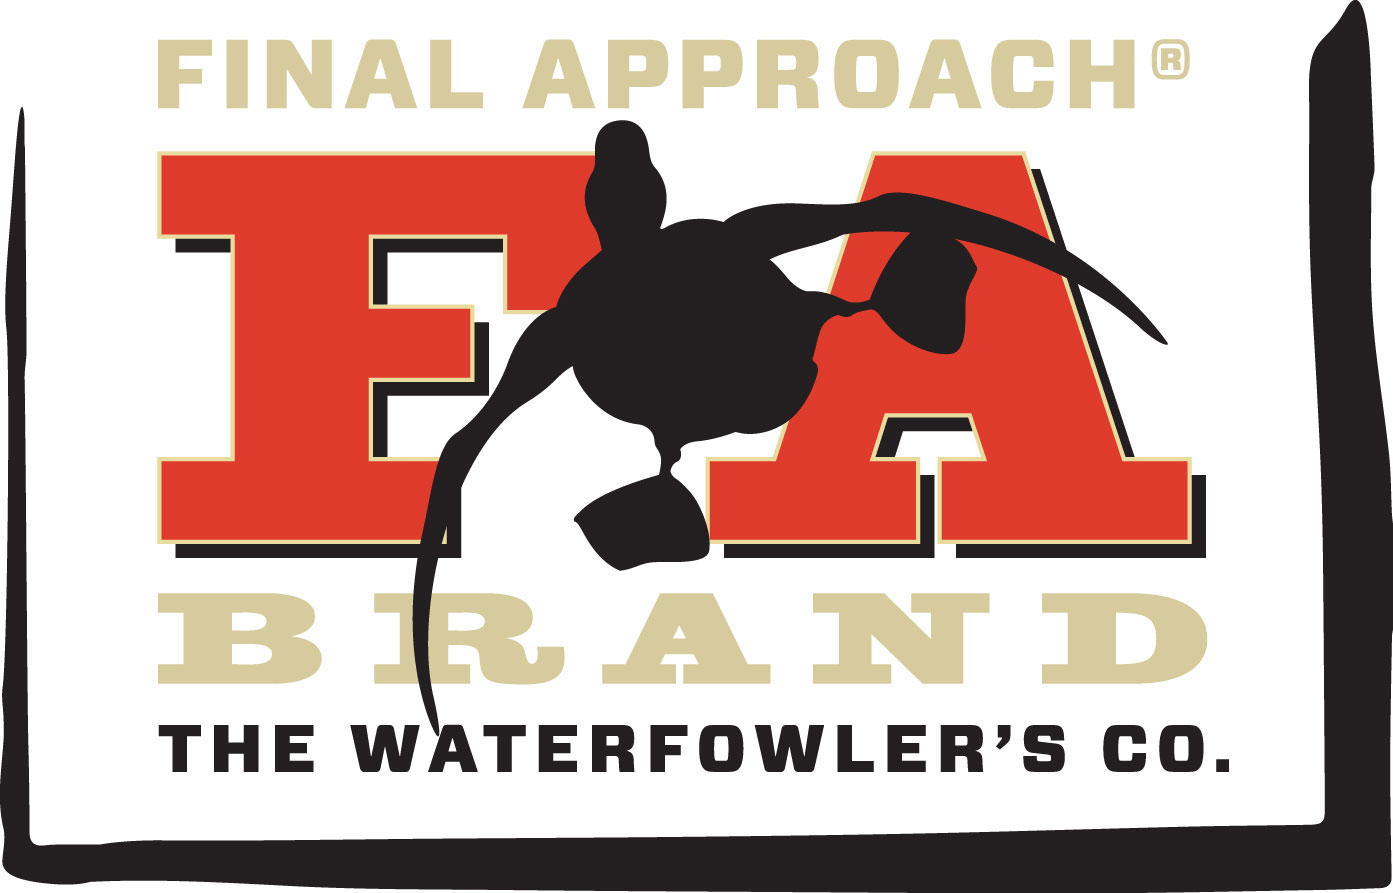 FINAL APPROACH®
FA
BRAND
THE WATERFOWLER'S CO.